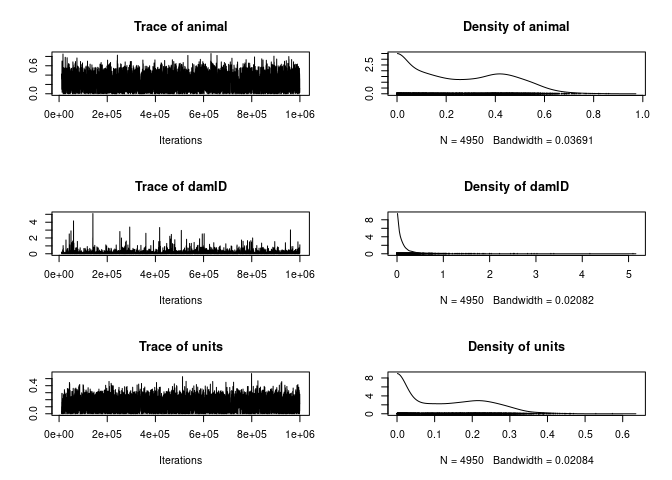 Trace of animal
0.0 0.6
0e+00 2e+05 4e+05 6e+05 8e+05 1e+06
Iterations
Density of animal
0.0 2.5
0.0 0.2 0.4 0.6 0.8 1.0
N = 4950 Bandwidth = 0.03691
Trace of damID
0 2 4
0e+00 2e+05 4e+05 6e+05 8e+05 1e+06
Iterations
Density of damID
0 4 8
0 1 2 3 4 5
N = 4950 Bandwidth = 0.02082
Trace of units
0.0 0.4
0e+00 2e+05 4e+05 6e+05 8e+05 1e+06
Iterations
Density of units
0 4 8
0.0 0.1 0.2 0.3 0.4 0.5 0.6
N = 4950 Bandwidth = 0.02084